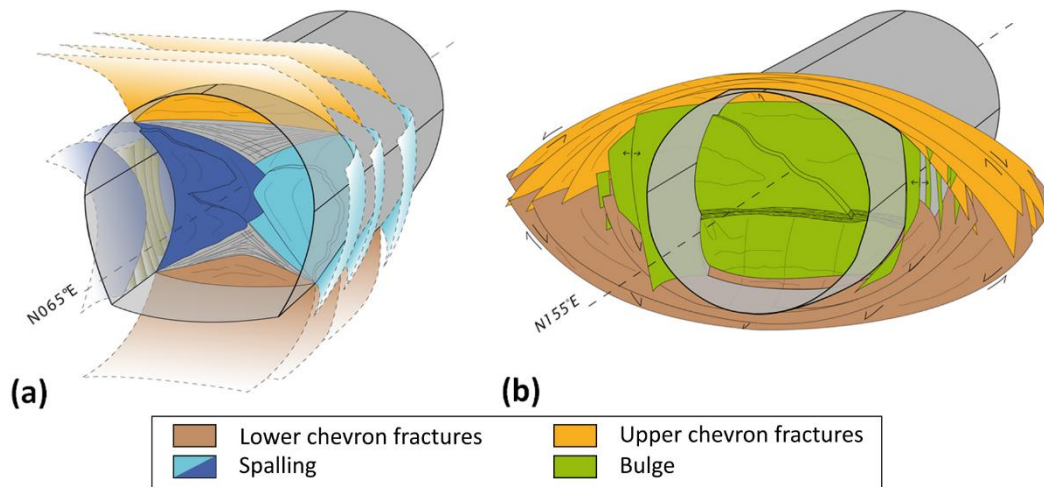 N065°E
N155°E
(a)
(b)
Lower chevron fractures
Upper chevron fractures
Spalling
Bulge